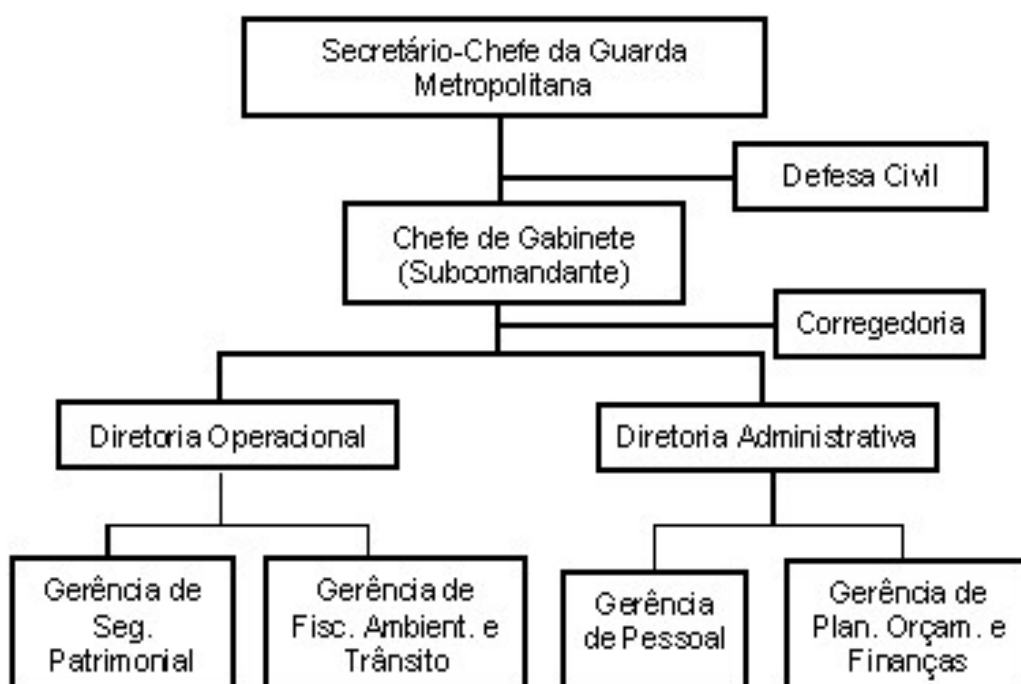 Secretário-Chefe da Guarda
Metropolitana
Defesa Civil
Chefe de Gabinete
(Subcomandante)
Corregedoria
Diretoria Operacional
Diretoria Administrativa
Gerência de
Seg.
Patrimonial
Gerência de
Fisc. Ambient. e
Trânsito
Gerência
de Pessoal
Gerência de
Plan. Orçam. e
Finanças